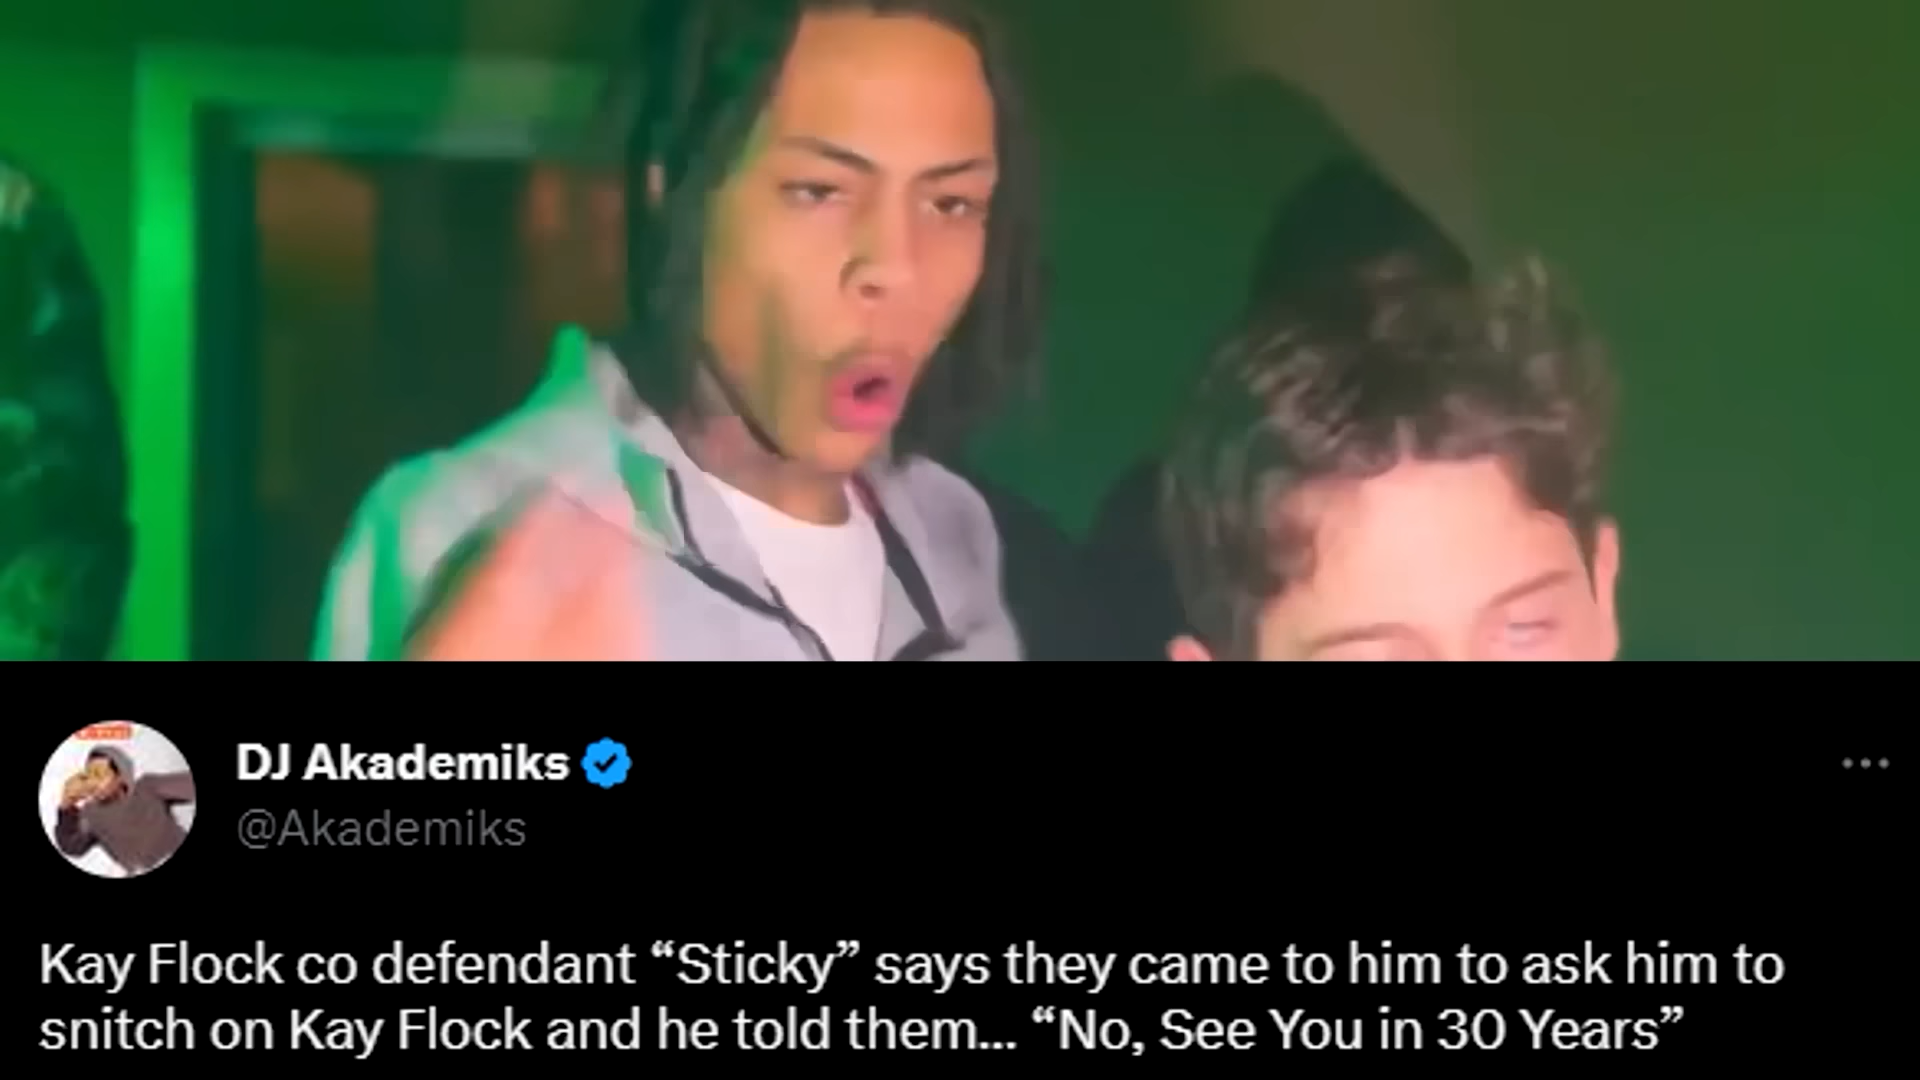 DJ Akademiks
@Akademiks
Kay Flock co defendant “Sticky” says they came to him to ask him to
snitch on Kay Flock and he told them... “No, See You in 30 Years”